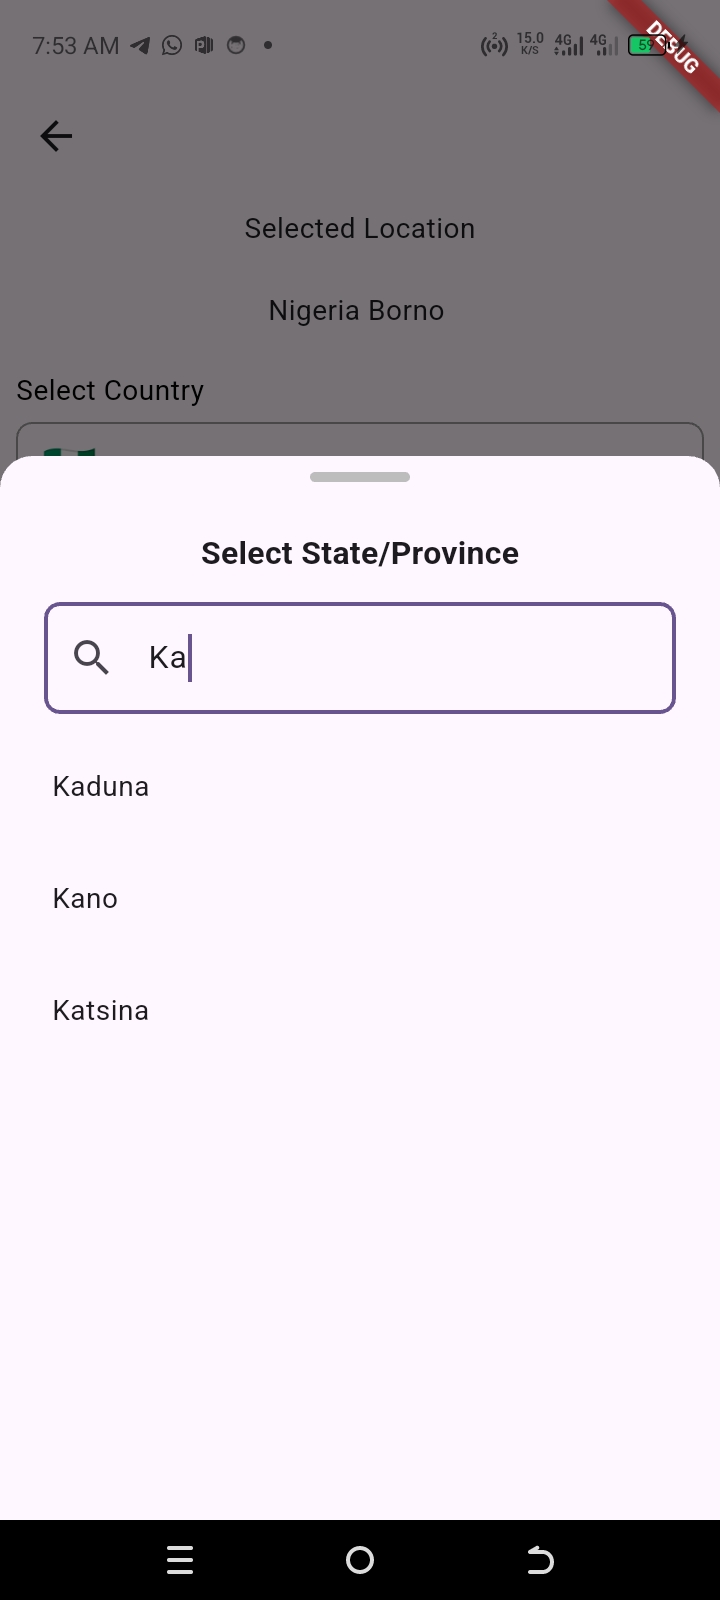 7:53 AM
2 15.0 K/S 4G 4G 59
DEBUG
Selected Location
Nigeria Borno
Select Country
Select State/Province
Ka
Kaduna
Kano
Katsina